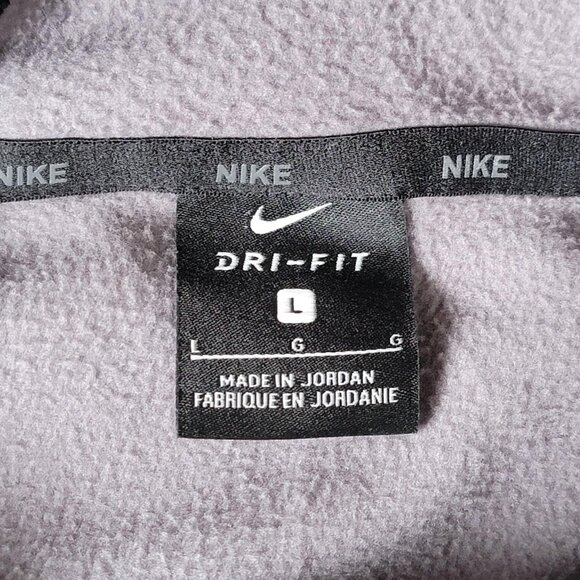 NIKE NIKE NIKE
DRI-FIT
L
L G G
MADE IN JORDAN
FABRIQUE EN JORDANIE